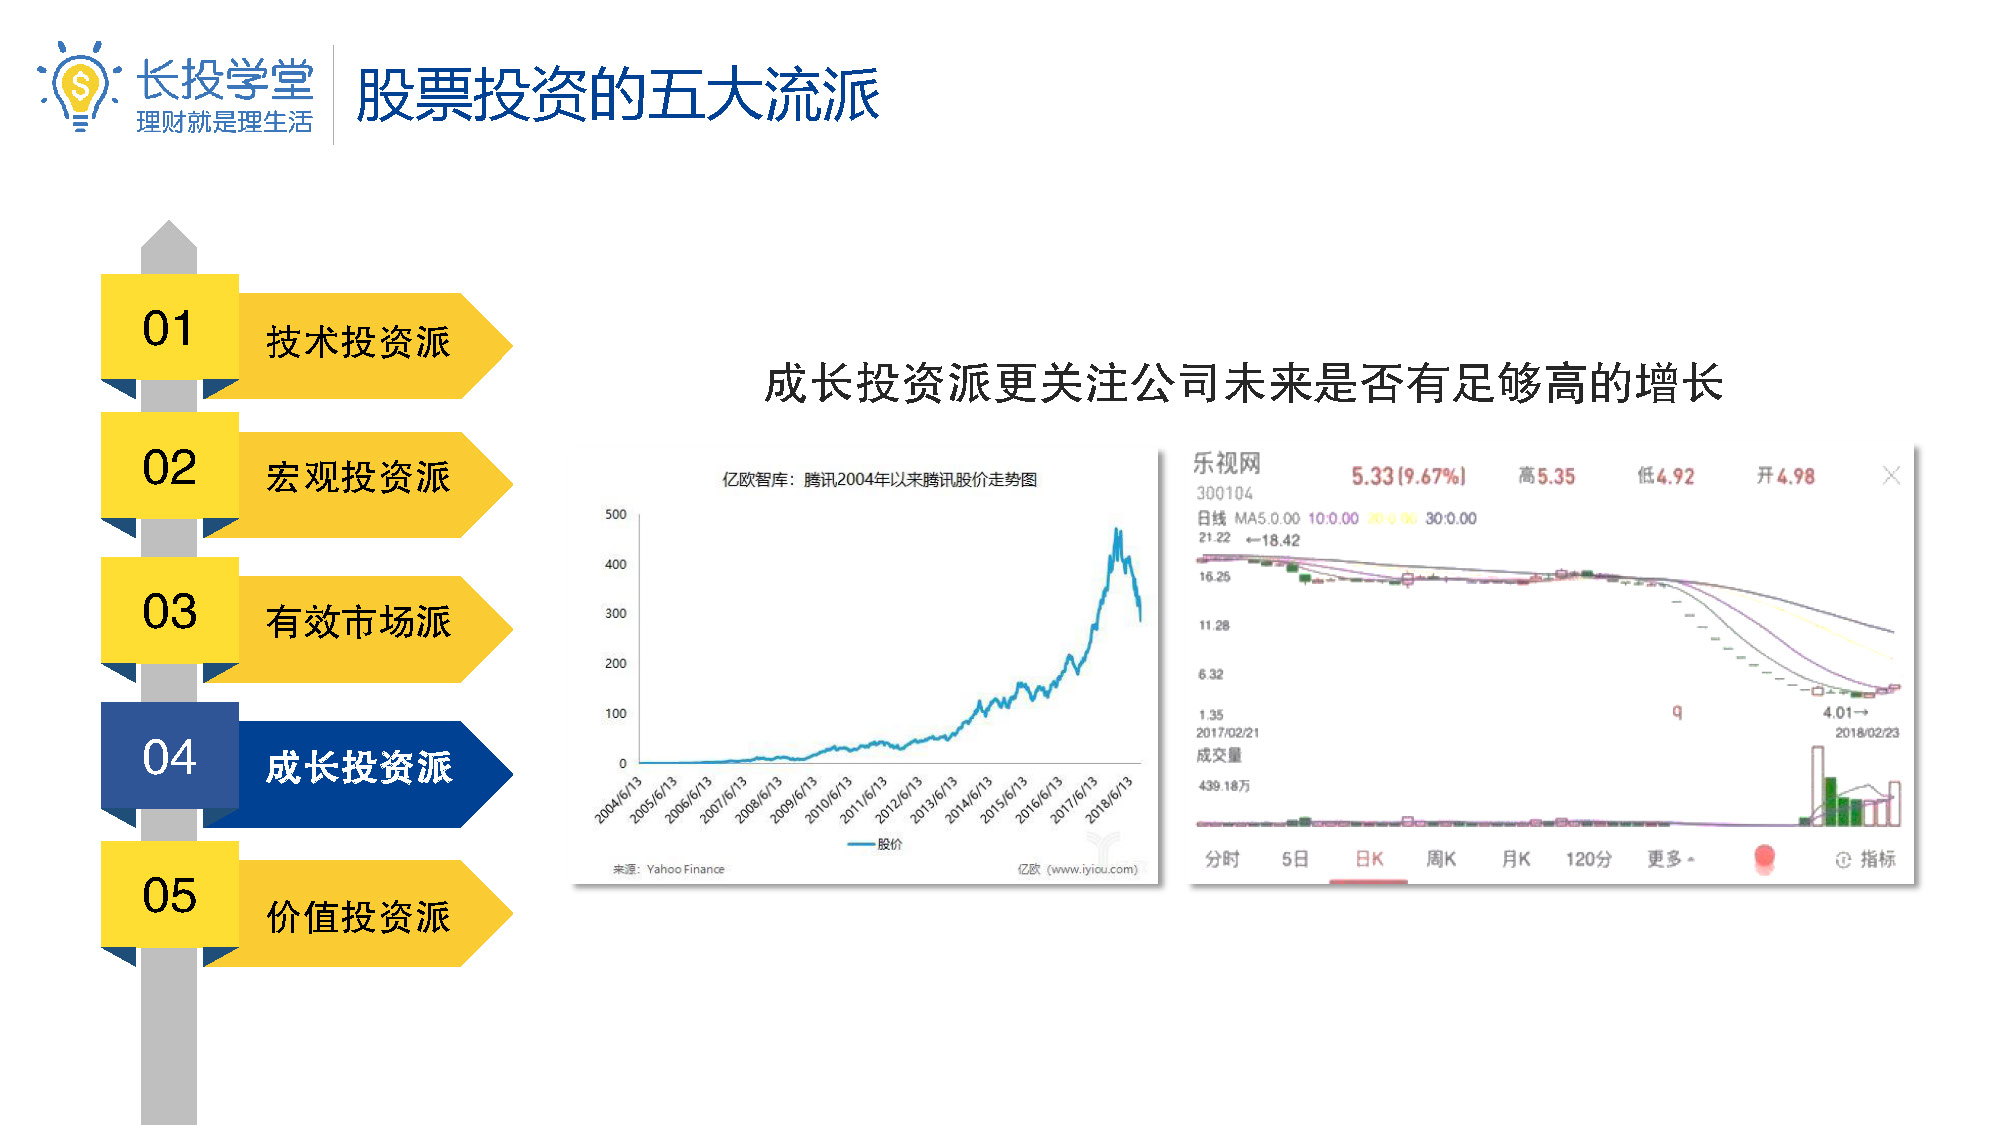 长投学堂
理财就是理生活
股票投资的五大流派
01
技术投资派
02
宏观投资派
03
有效市场派
04
成长投资派
05
价值投资派
成长投资派更关注公司未来是否有足够高的增长
亿欧智库：腾讯2004年以来腾讯股价走势图
500
400
300
200
100
0
2004/6/13
2005/6/13
2006/6/13
2007/6/13
2008/6/13
2009/6/13
2010/6/13
2011/6/13
2012/6/13
2013/6/13
2014/6/13
2015/6/13
2016/6/13
2017/6/13
2018/6/13
股价
来源：Yahoo Finance
亿欧（www.iyiou.com）
乐视网
300104
5.33(9.67%) 高5.35 低4.92 开4.98
日线 MA5:0.00 10:0.00 20:0.00 30:0.00
21.22 ←18.42
16.25
11.28
6.32
1.35
q
4.01→
2017/02/21 2018/02/23
成交量
439.18万
分时 5日 日K 周K 月K 120分 更多 指标